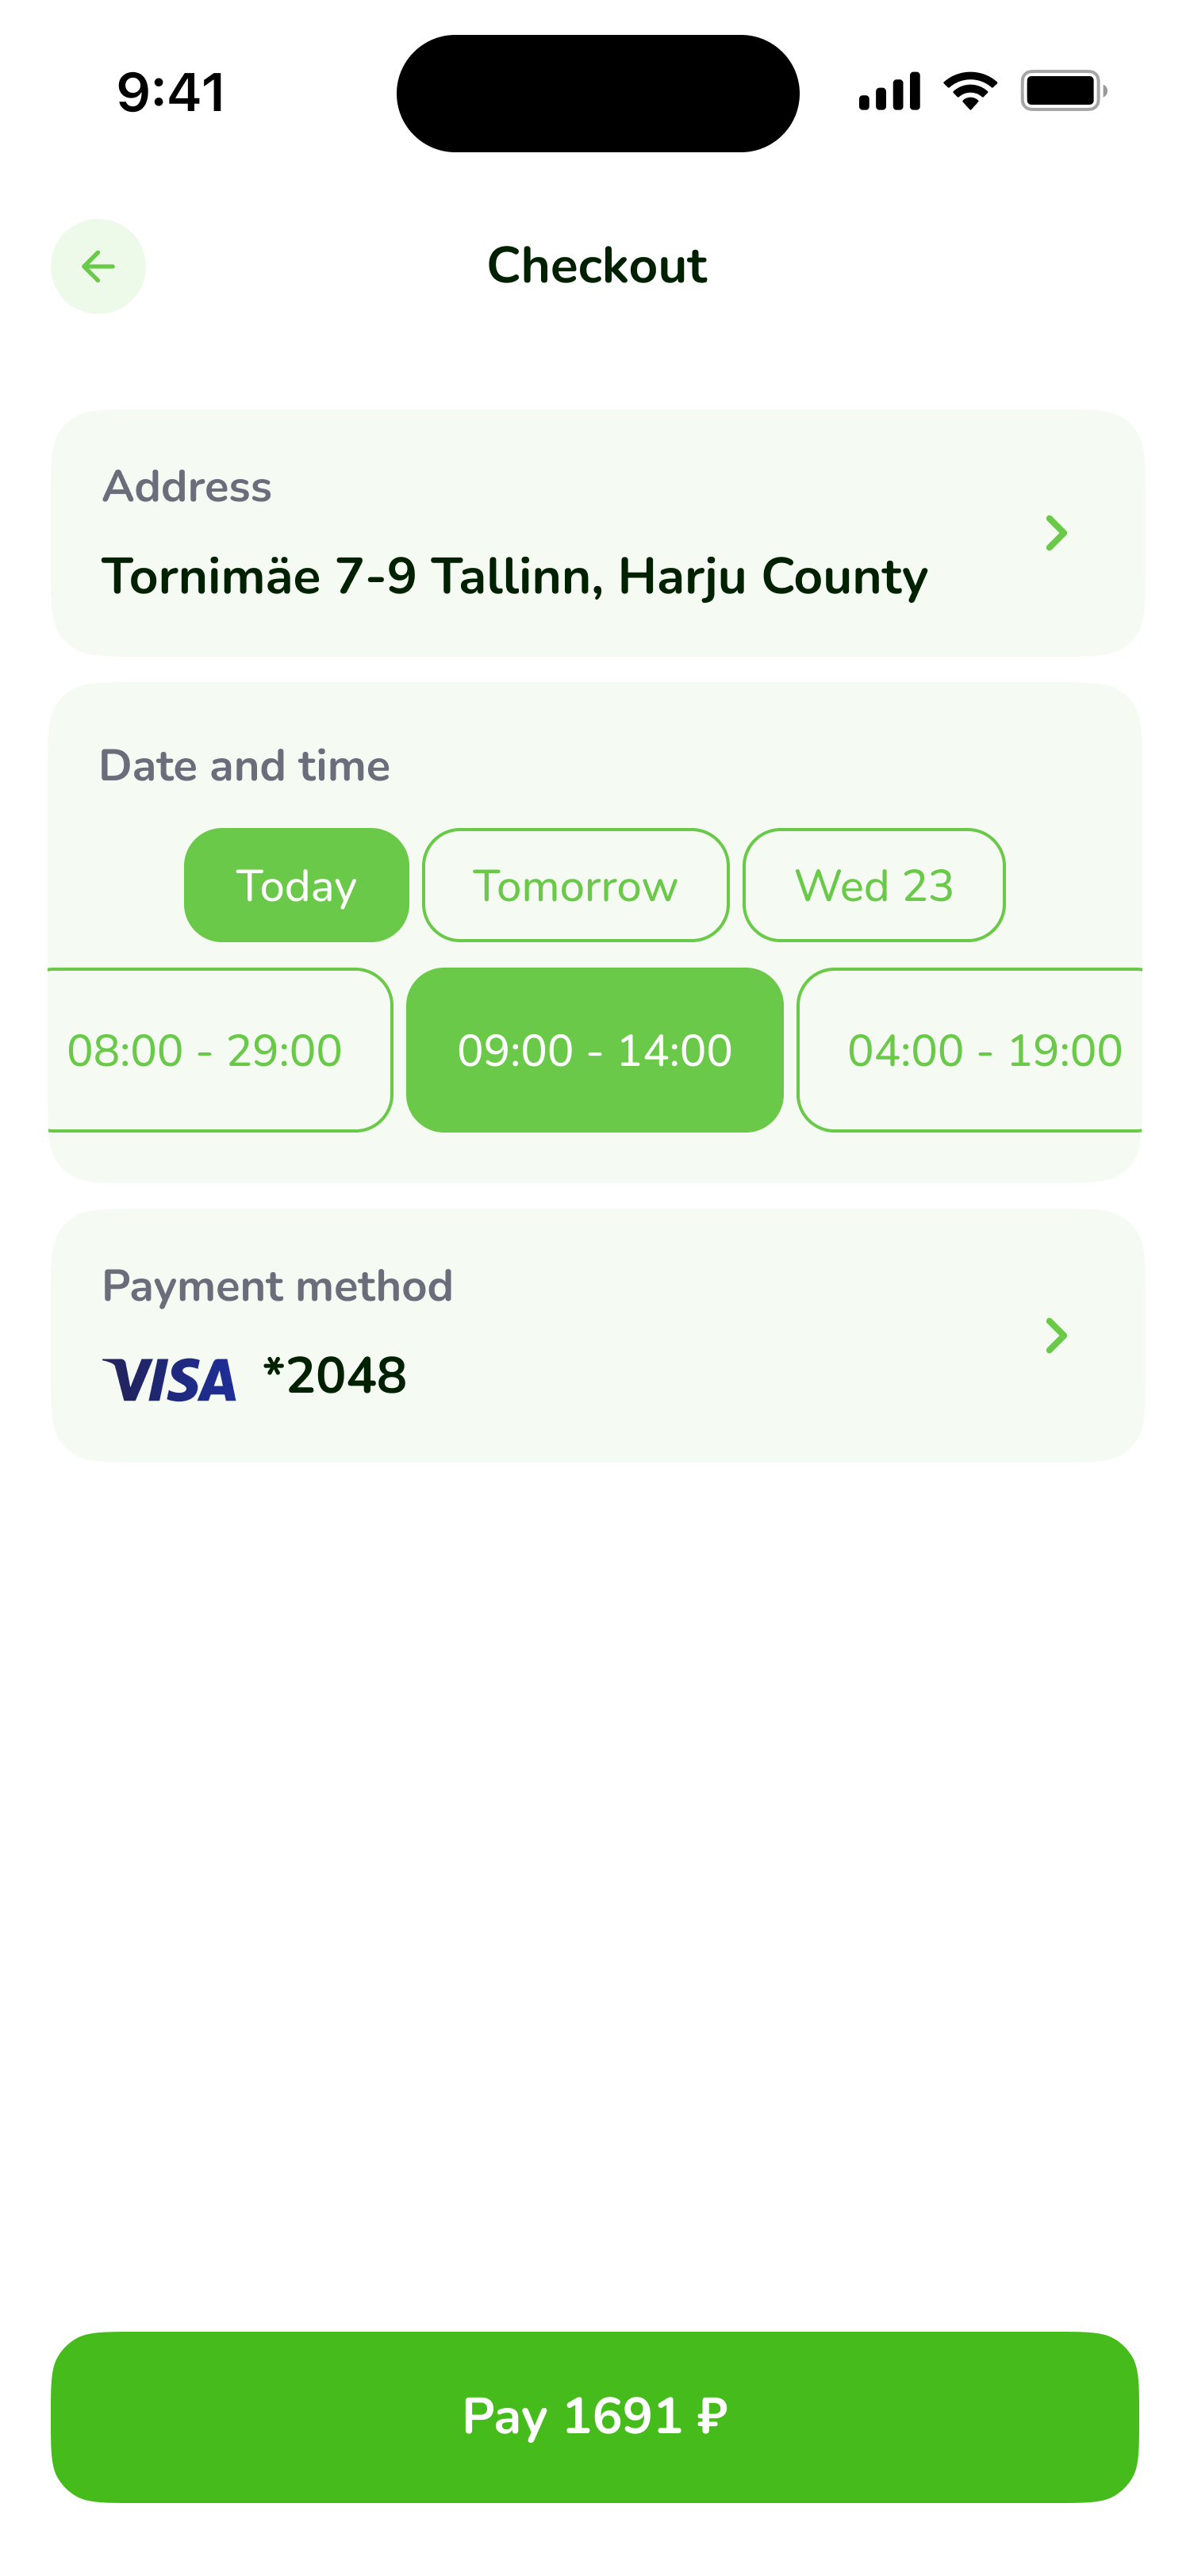 9:41
Checkout
Address
Tornimäe 7-9 Tallinn, Harju County
Date and time
Today Tomorrow Wed 23
08:00 - 29:00 09:00 - 14:00 04:00 - 19:00
Payment method
VISA *2048
Pay 1691 ₽